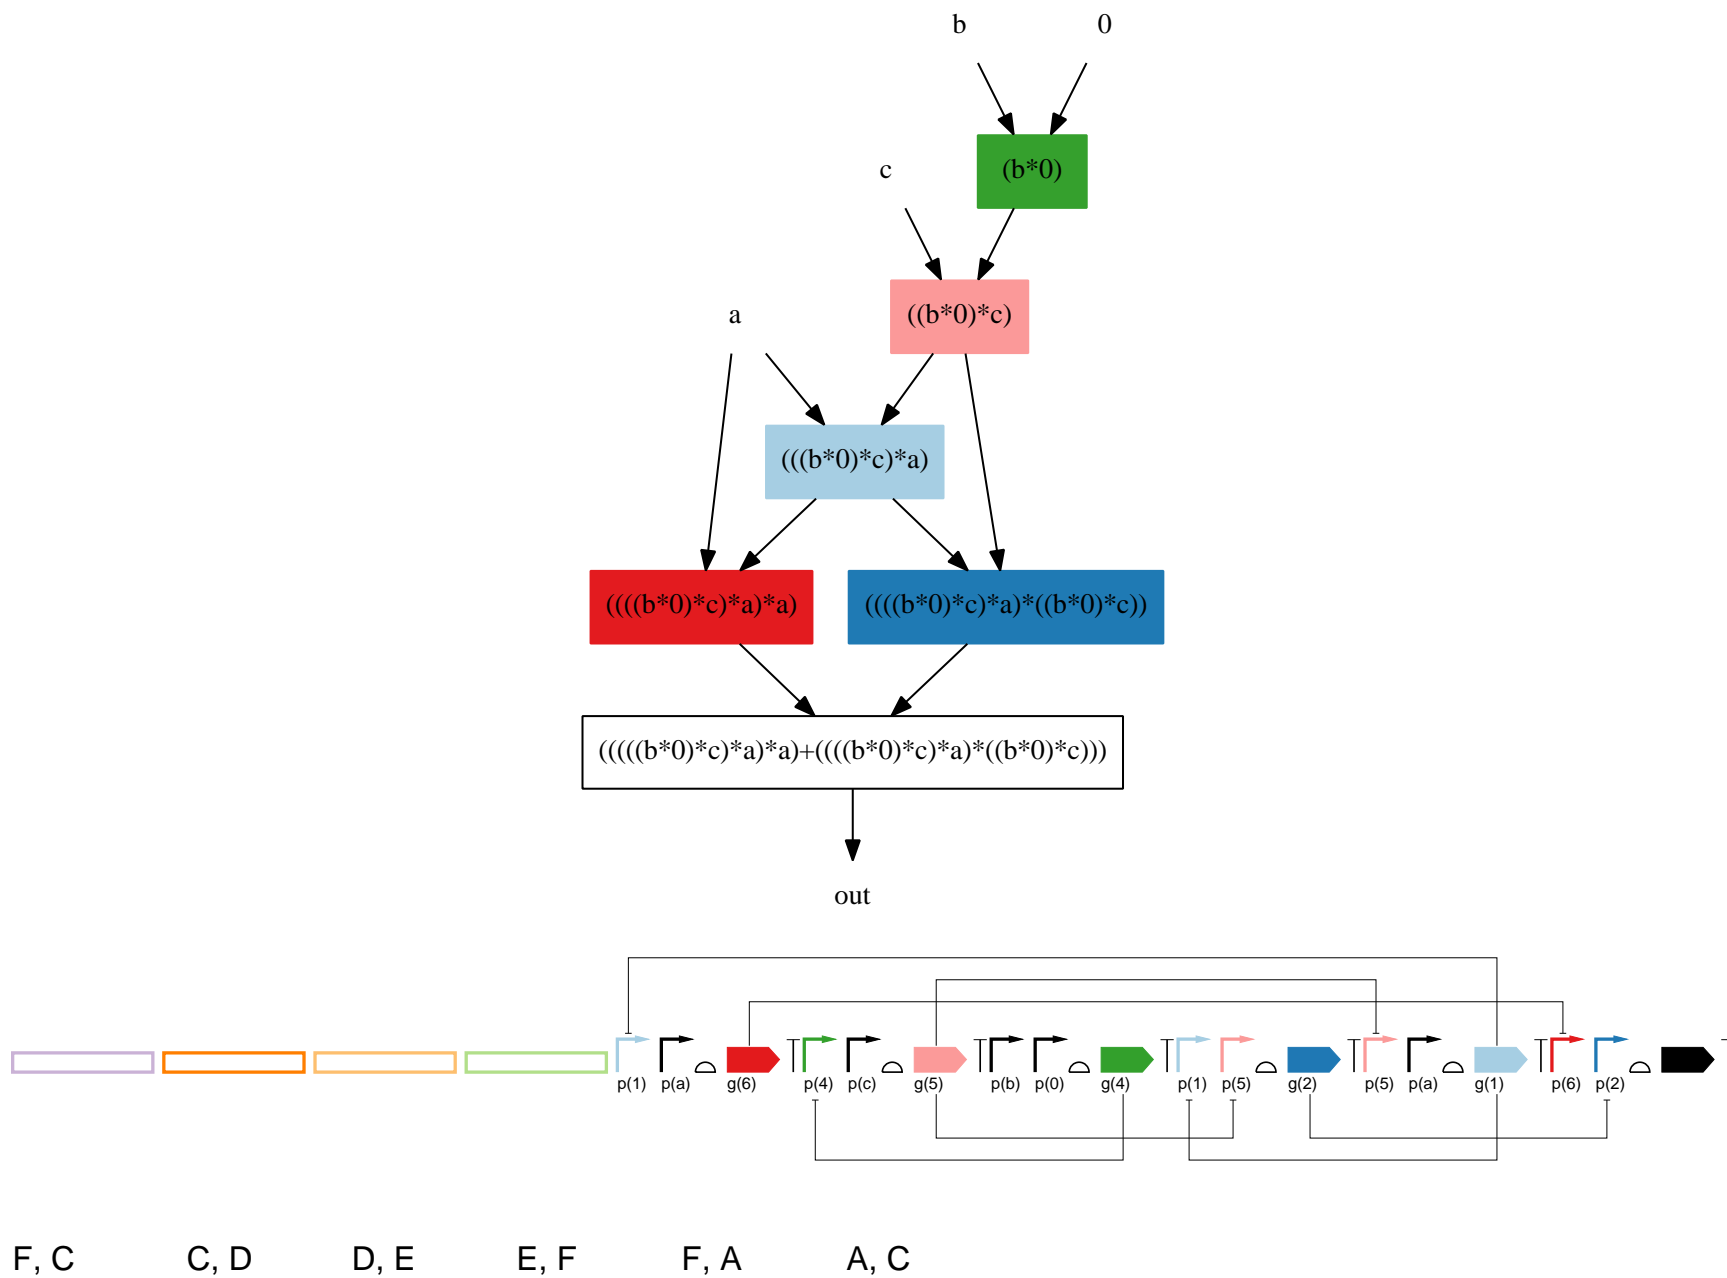 b 0
(b*0)
c
((b*0)*c)
a
(((b*0)*c)*a)
((((b*0)*c)*a)*a) ((((b*0)*c)*a)*((b*0)*c))
(((((b*0)*c)*a)*a)+((((b*0)*c)*a)*((b*0)*c)))
out
p(1) p(a) g(6) p(4) p(c) g(5) p(b) p(0) g(4) p(1) p(5) g(2) p(5) p(a) g(1) p(6) p(2)
F, C C, D D, E E, F F, A A, C